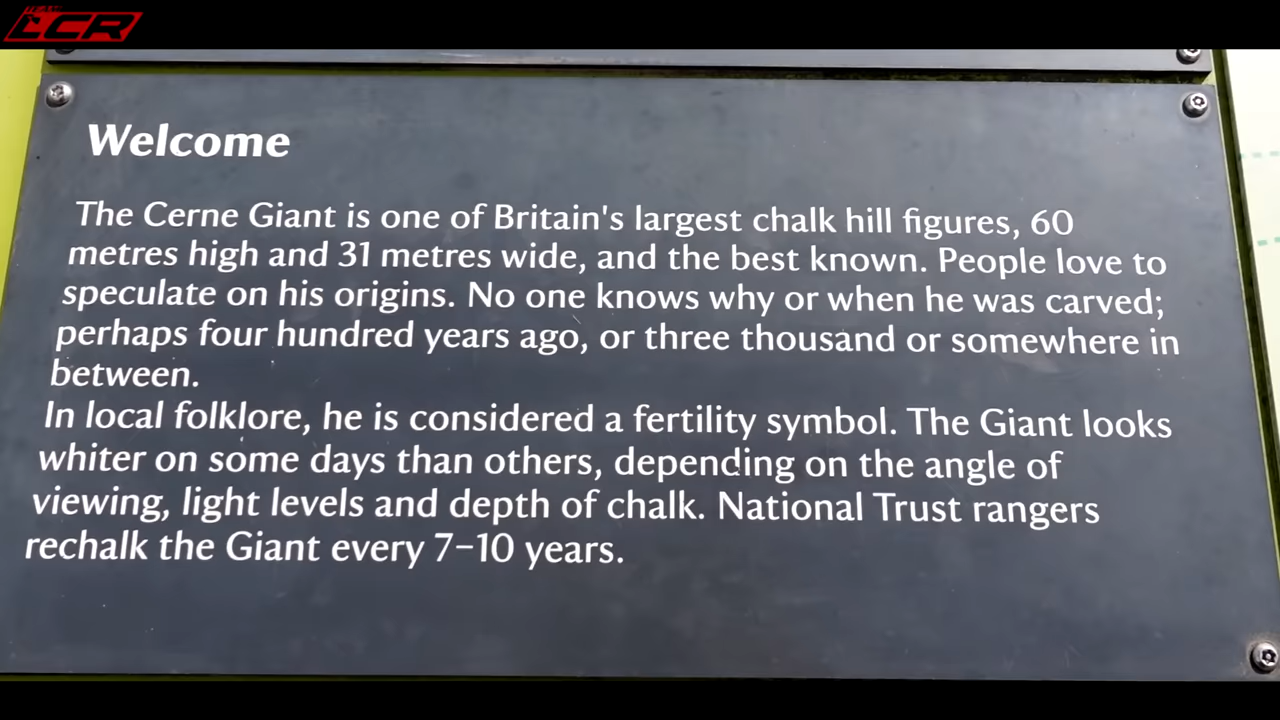 LCR
Welcome
The Cerne Giant is one of Britain's largest chalk hill figures, 60
metres high and 31 metres wide, and the best known. People love to
speculate on his origins. No one knows why or when he was carved;
perhaps four hundred years ago, or three thousand or somewhere in
between.
In local folklore, he is considered a fertility symbol. The Giant looks
whiter on some days than others, depending on the angle of
viewing, light levels and depth of chalk. National Trust rangers
rechalk the Giant every 7–10 years.